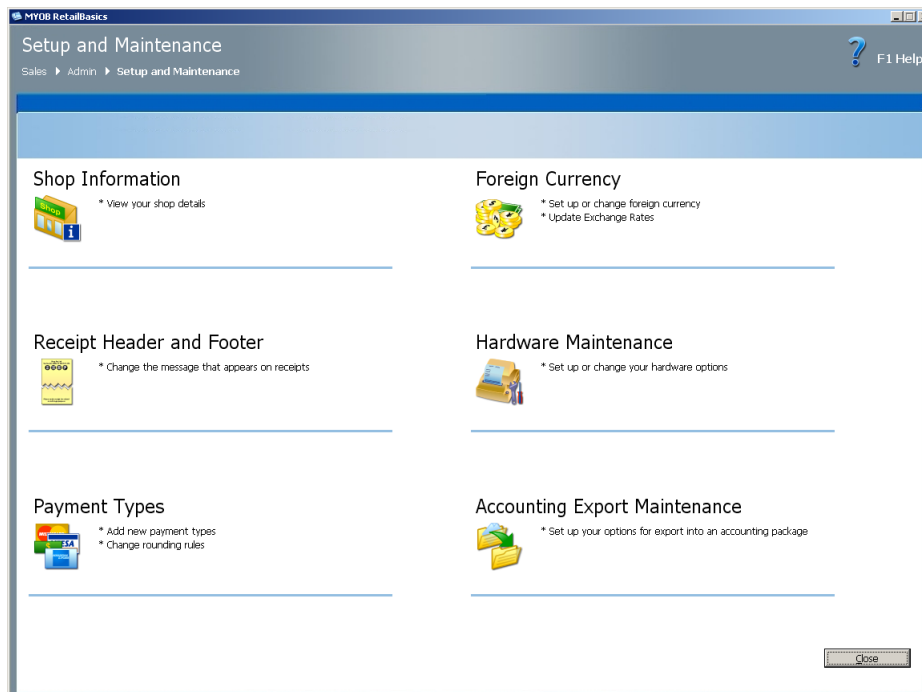 MYOB RetailBasics
Setup and Maintenance
Sales Admin Setup and Maintenance
F1 Help
Shop Information
Shop
* View your shop details
Foreign Currency
* Set up or change foreign currency
* Update Exchange Rates
Receipt Header and Footer
* Change the message that appears on receipts
Hardware Maintenance
* Set up or change your hardware options
Payment Types
* Add new payment types
* Change rounding rules
Accounting Export Maintenance
* Set up your options for export into an accounting package
Close